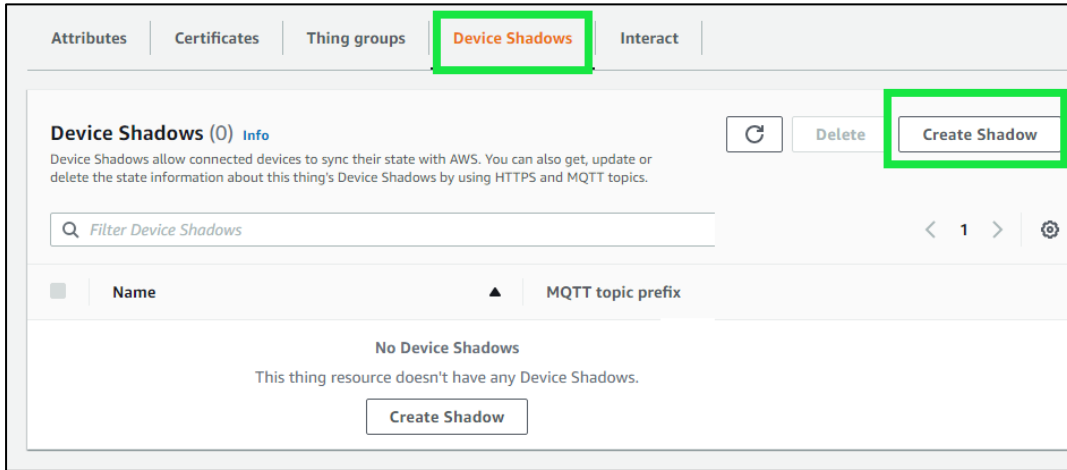 Attributes Certificates Thing groups Device Shadows Interact
Device Shadows (0) Info
Delete Create Shadow
Device Shadows allow connected devices to sync their state with AWS. You can also get, update or
delete the state information about this thing's Device Shadows by using HTTPS and MQTT topics.
Filter Device Shadows
1
Name MQTT topic prefix
No Device Shadows
This thing resource doesn't have any Device Shadows.
Create Shadow